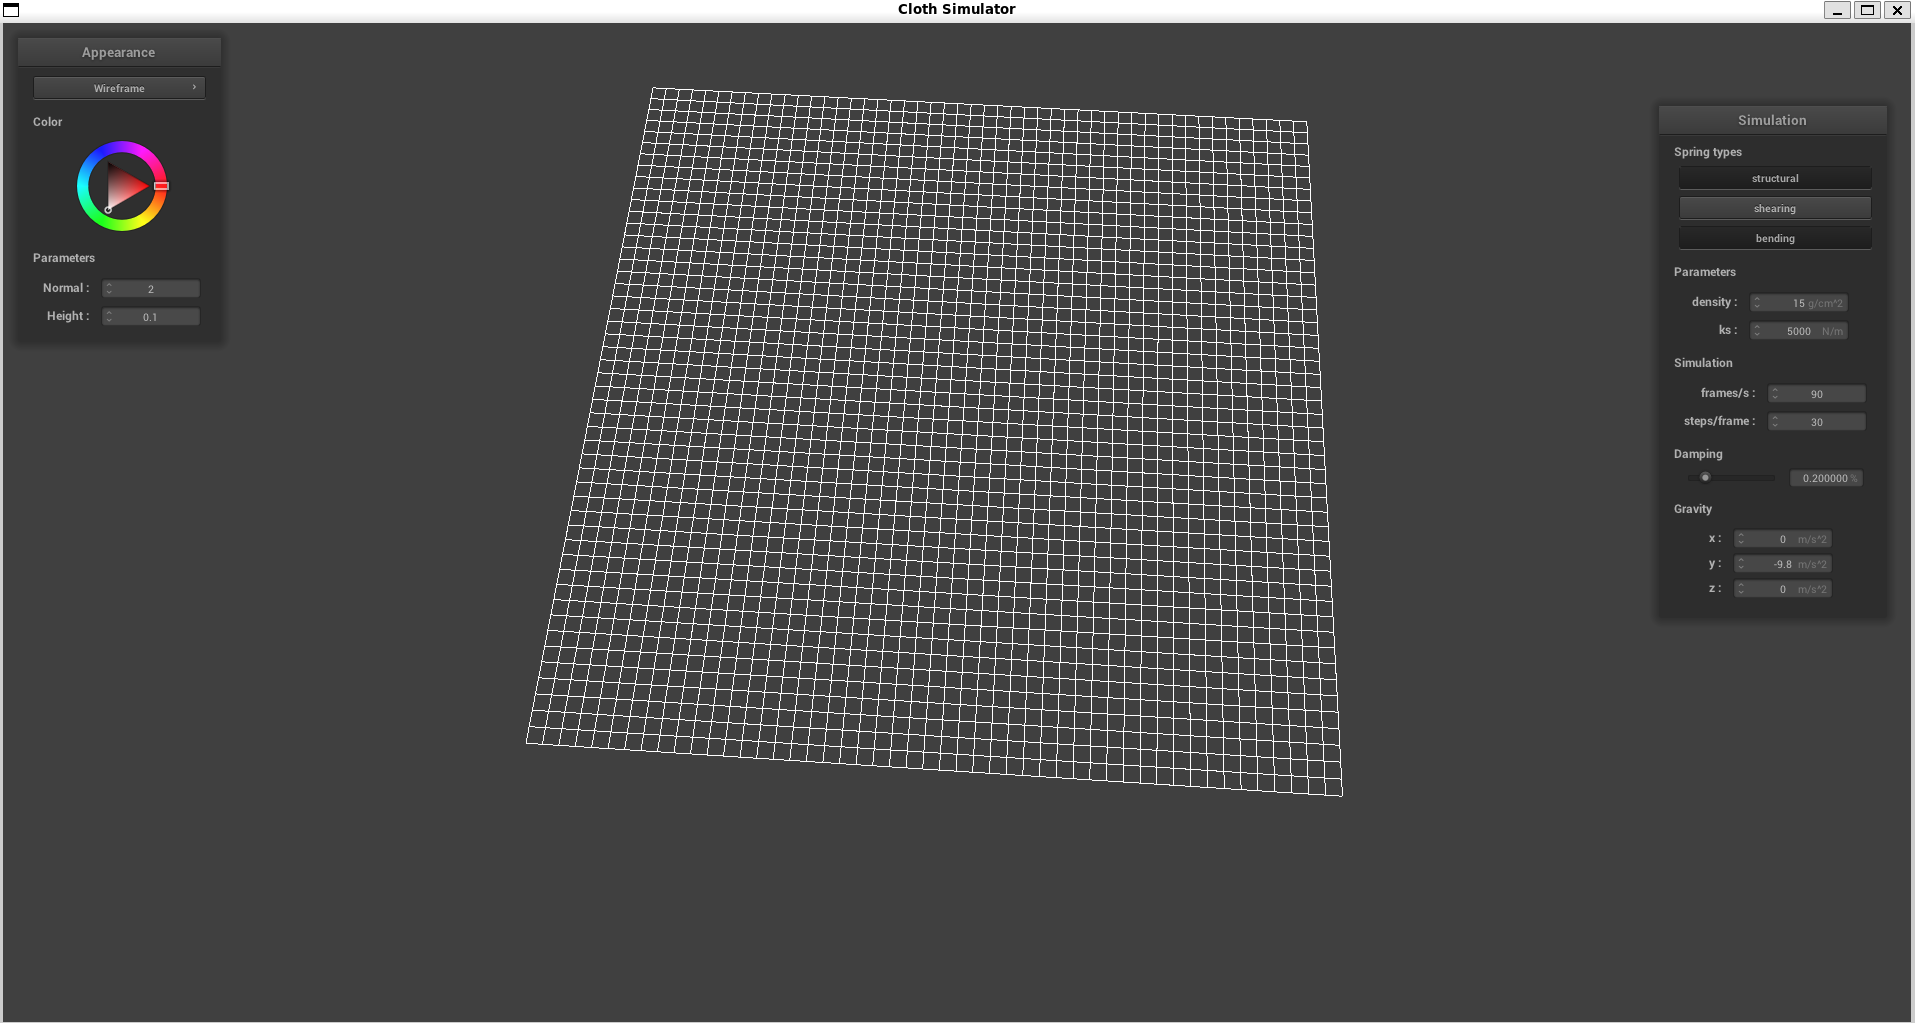 Cloth Simulator
Appearance
Wireframe
Color
Parameters
Normal : 2
Height : 0.1
Simulation
Spring types
structural
shearing
bending
Parameters
density : 15 g/cm^2
ks : 5000 N/m
Simulation
frames/s : 90
steps/frame : 30
Damping
0.200000 %
Gravity
x : 0 m/s^2
y : -9.8 m/s^2
z : 0 m/s^2